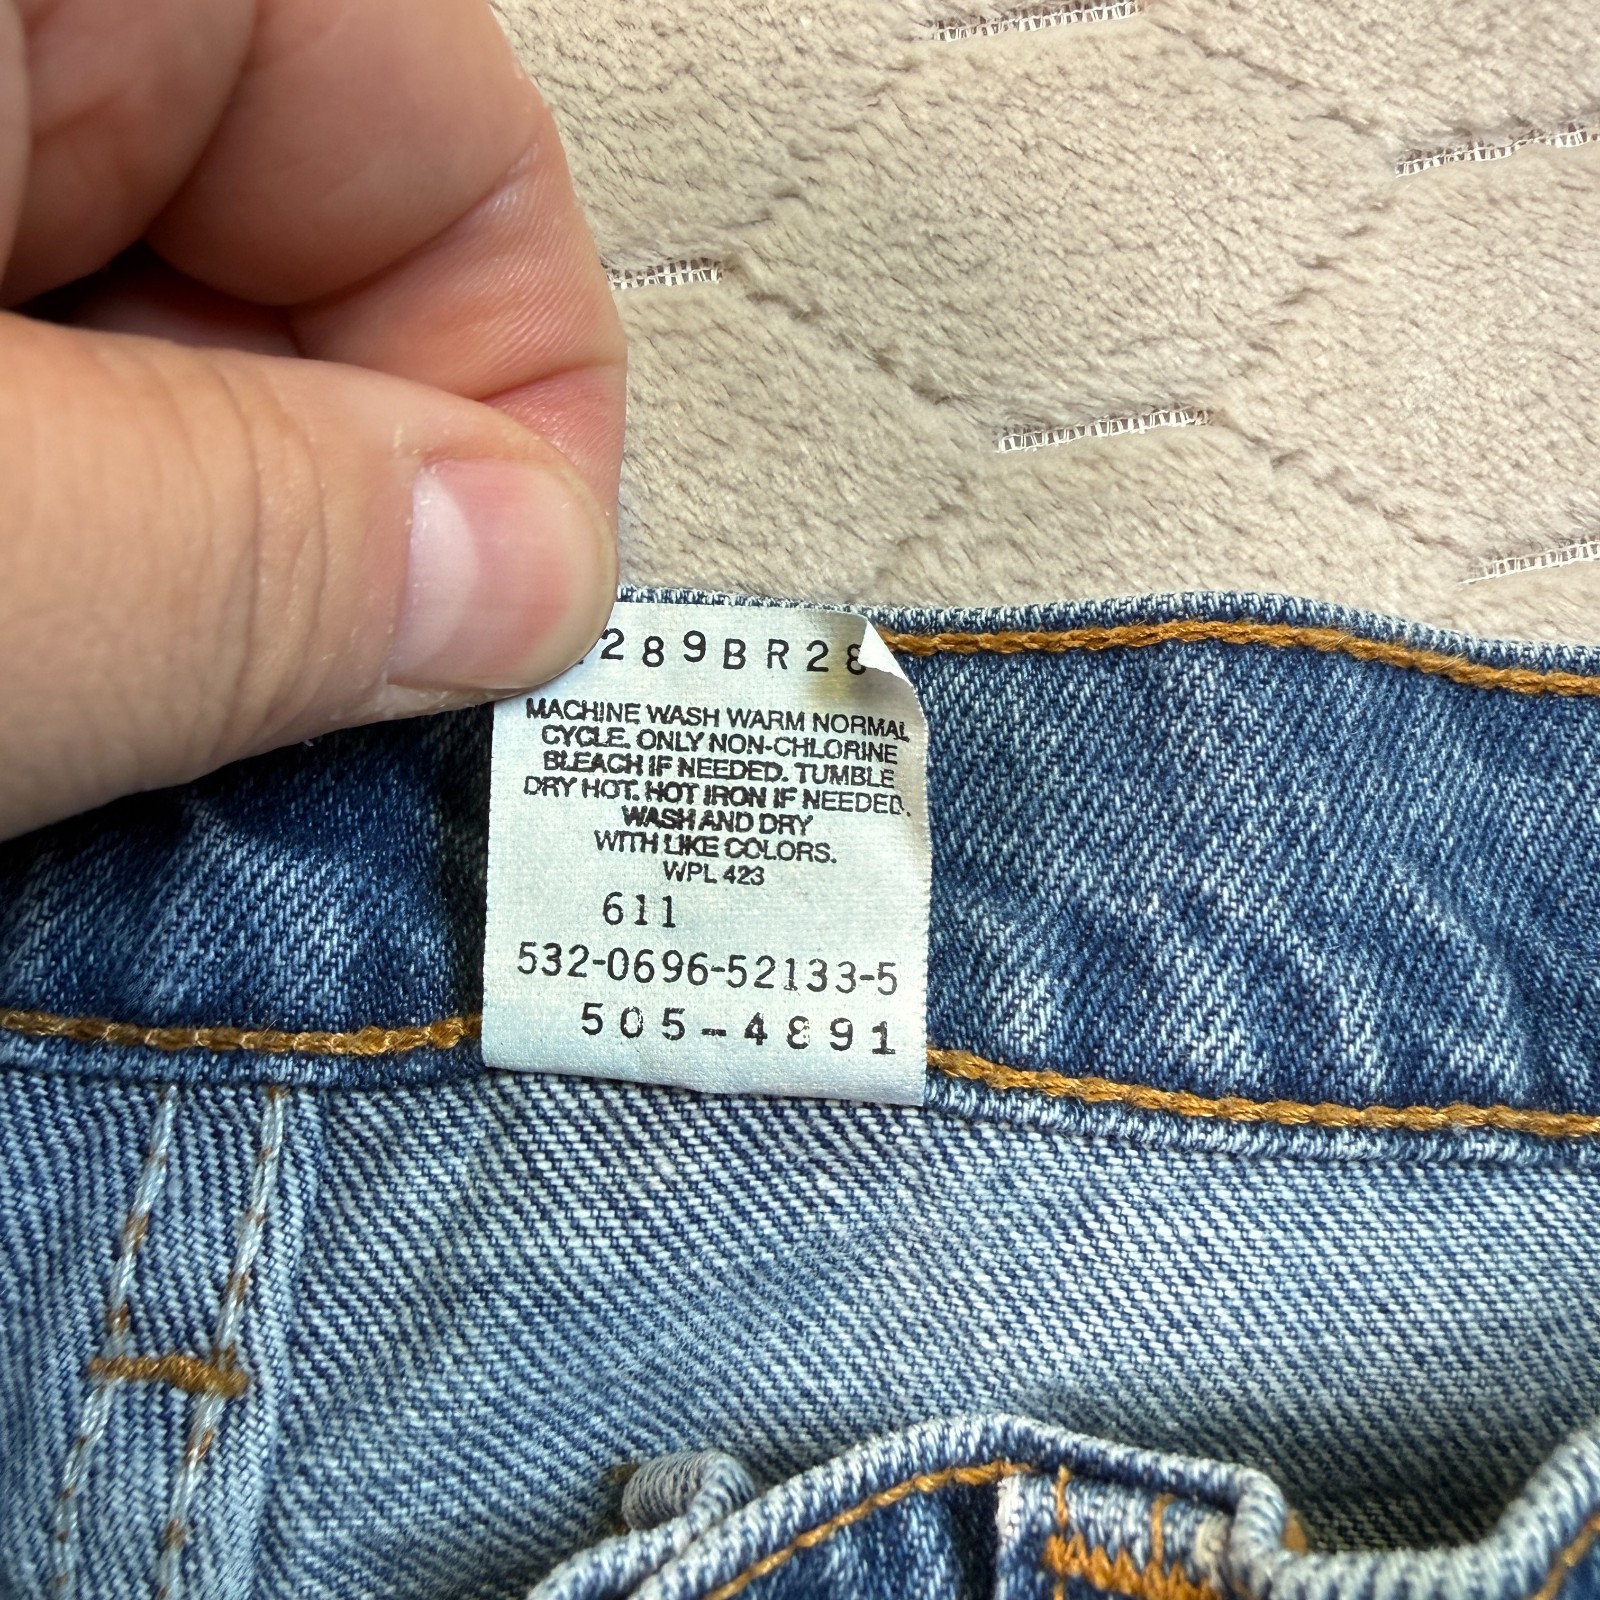 289BR28
MACHINE WASH WARM NORMAL
CYCLE. ONLY NON-CHLORINE
BLEACH IF NEEDED. TUMBLE
DRY HOT. HOT IRON IF NEEDED.
WASH AND DRY
WITH LIKE COLORS.
WPL 423
611
532-0696-52133-5
505-4891